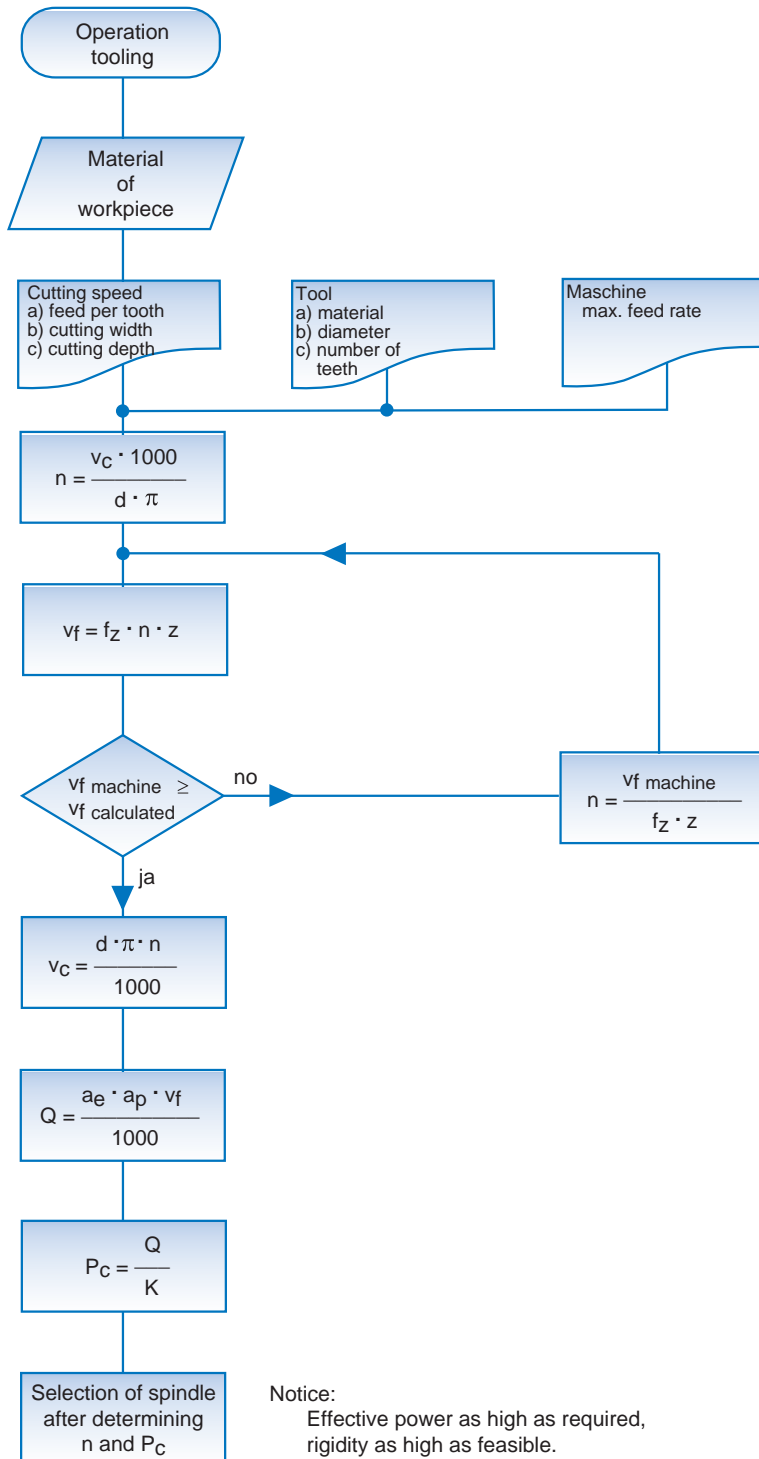 Operation
tooling
Material
of
workpiece
Cutting speed
a) feed per tooth
b) cutting width
c) cutting depth
Tool
a) material
b) diameter
c) number of
teeth
Maschine
max. feed rate
n = vc · 1000 / d · π
vf = fz · n · z
vf machine ≥
vf calculated
no
n = vf machine / fz · z
ja
vc = d · π · n / 1000
Q = ae · ap · vf / 1000
Pc = Q / K
Selection of spindle
after determining
n and Pc
Notice:
Effective power as high as required,
rigidity as high as feasible.